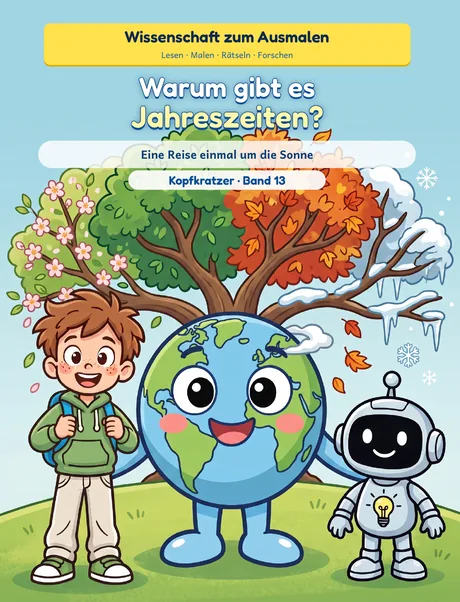 Wissenschaft zum Ausmalen
Lesen · Malen · Rätseln · Forschen
Warum gibt es
Jahreszeiten?
Eine Reise einmal um die Sonne
Kopfkratzer · Band 13